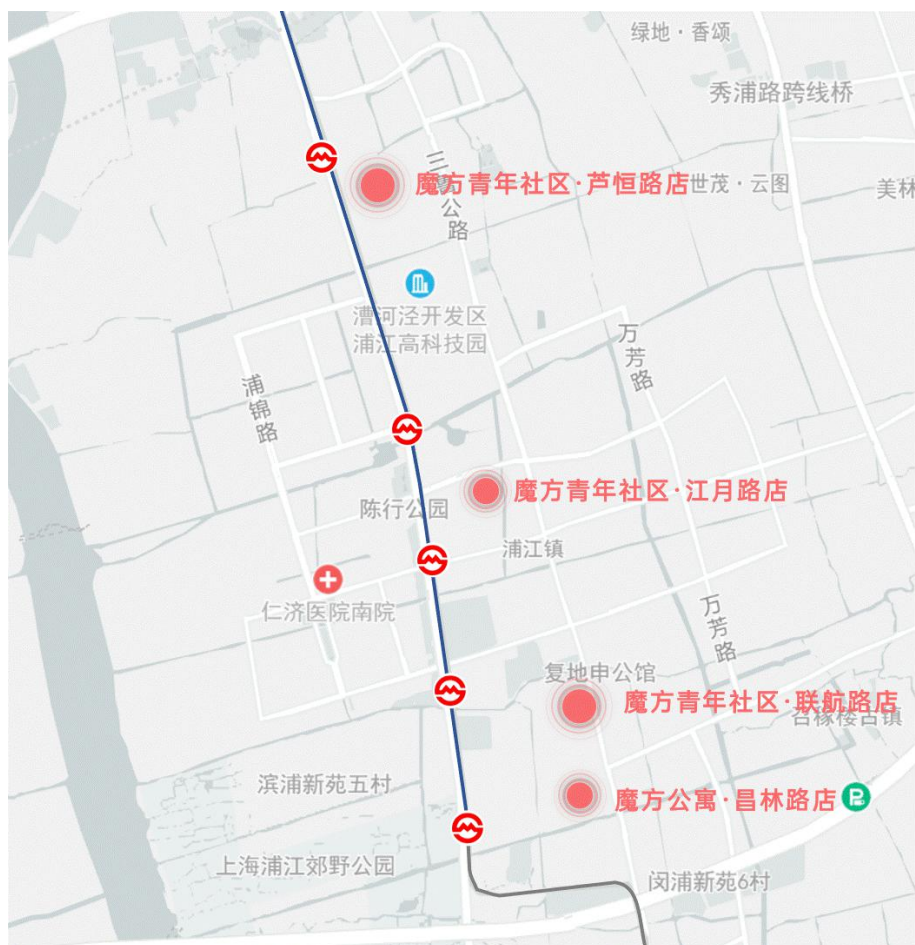 绿地·香颂
秀浦路跨线桥
三鲁公路
魔方青年社区·芦恒路店
世茂·云图
美林
漕河泾开发区
浦江高科技园
万芳路
浦锦路
魔方青年社区·江月路店
陈行公园
浦江镇
仁济医院南院
万芳路
复地申公馆
魔方青年社区·联航路店
召稼楼古镇
滨浦新苑五村
魔方公寓·昌林路店
P
上海浦江郊野公园
闵浦新苑6村